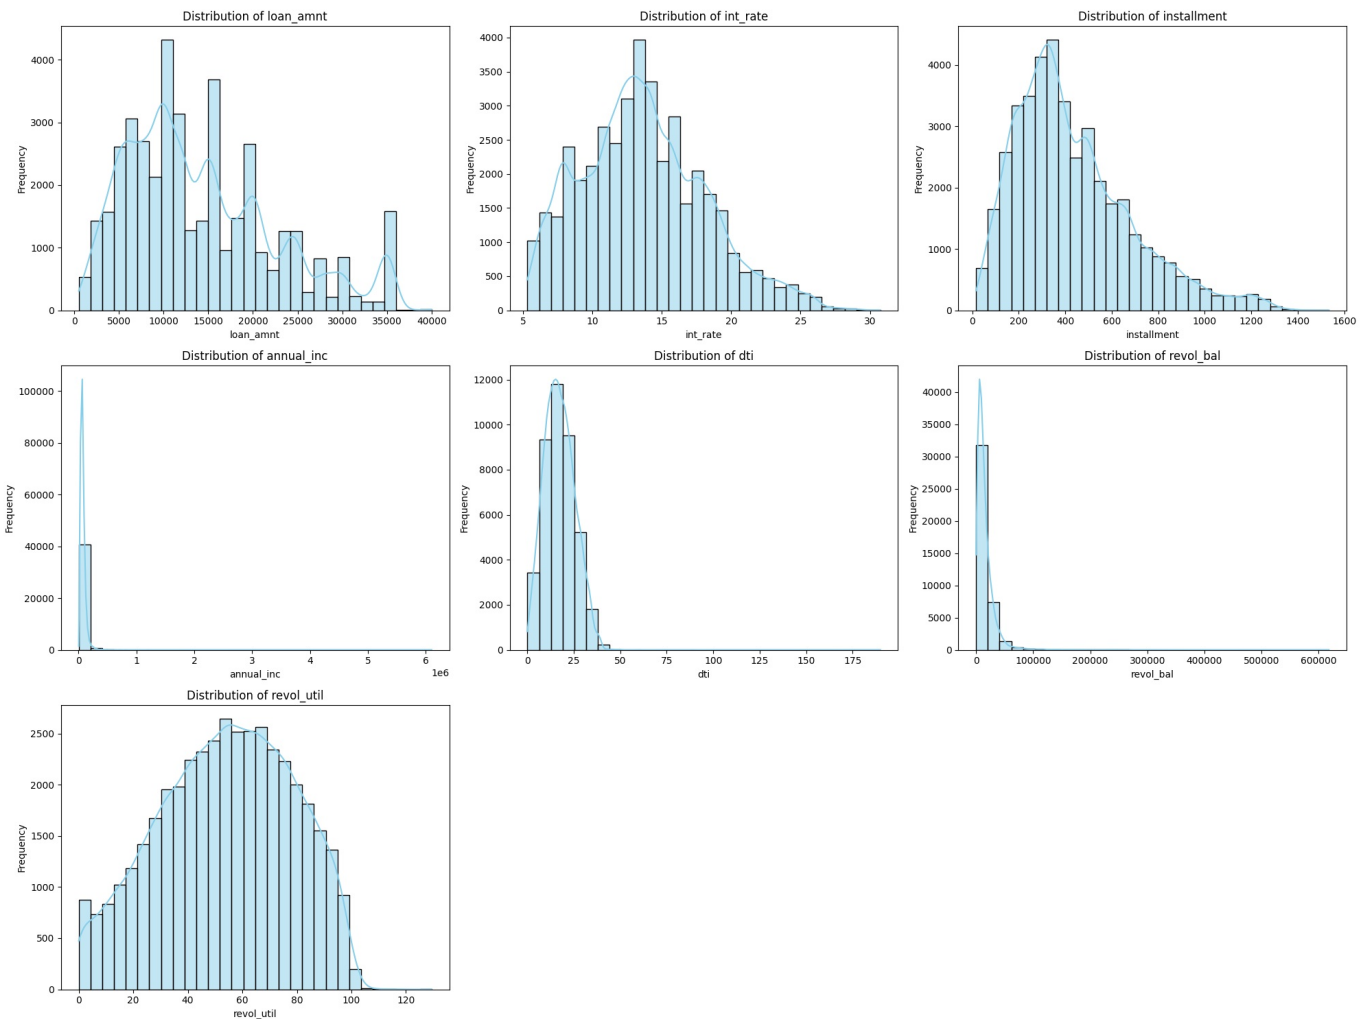 Distribution of loan_amnt
Frequency
4000
3000
2000
1000
0
0 5000 10000 15000 20000 25000 30000 35000 40000
loan_amnt
Distribution of int_rate
Frequency
4000
3500
3000
2500
2000
1500
1000
500
0
5 10 15 20 25 30
int_rate
Distribution of installment
Frequency
4000
3000
2000
1000
0
0 200 400 600 800 1000 1200 1400 1600
installment
Distribution of annual_inc
Frequency
100000
80000
60000
40000
20000
0
0 1 2 3 4 5 6
1e6
annual_inc
Distribution of dti
Frequency
12000
10000
8000
6000
4000
2000
0
0 25 50 75 100 125 150 175
dti
Distribution of revol_bal
Frequency
40000
35000
30000
25000
20000
15000
10000
5000
0
0 100000 200000 300000 400000 500000 600000
revol_bal
Distribution of revol_util
Frequency
2500
2000
1500
1000
500
0
0 20 40 60 80 100 120
revol_util